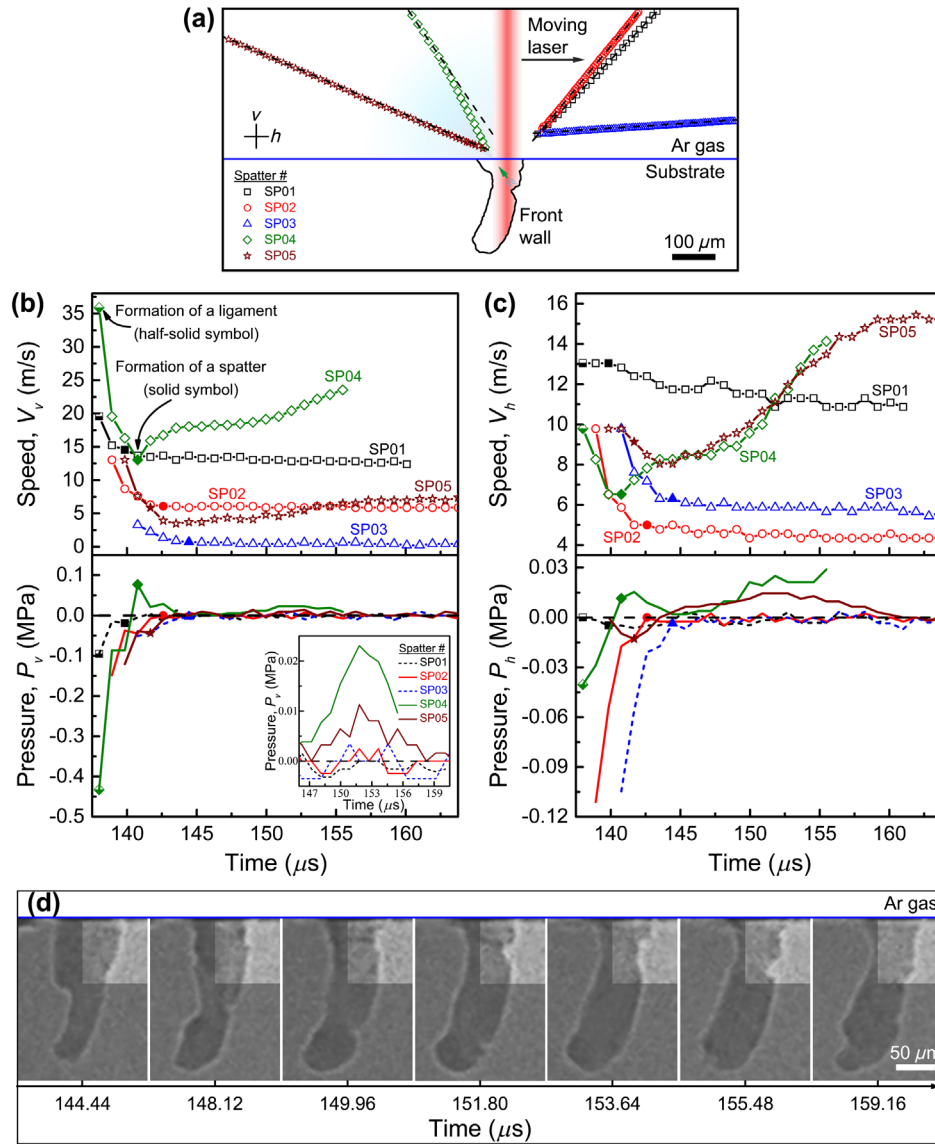 (a)
Moving
laser
v
h
Ar gas
Substrate
Spatter #
SP01
SP02
SP03
SP04
SP05
Front
wall
100 μm
(b)
Speed, Vv (m/s)
35
30
25
20
15
10
5
0
Formation of a ligament
(half-solid symbol)
Formation of a spatter
(solid symbol)
SP04
SP01
SP02
SP05
SP03
Pressure, Pv (MPa)
0.1
0.0
-0.1
-0.2
-0.3
-0.4
-0.5
Pressure, Pv (MPa)
0.02
0.01
0.00
Spatter #
SP01
SP02
SP03
SP04
SP05
147 150 153 156 159
Time (μs)
140 145 150 155 160
Time (μs)
(c)
Speed, Vh (m/s)
16
14
12
10
8
6
4
SP05
SP01
SP04
SP03
SP02
Pressure, Ph (MPa)
0.03
0.00
-0.03
-0.06
-0.09
-0.12
140 145 150 155 160
Time (μs)
(d)
Ar gas
50 μm
144.44 148.12 149.96 151.80 153.64 155.48 159.16
Time (μs)